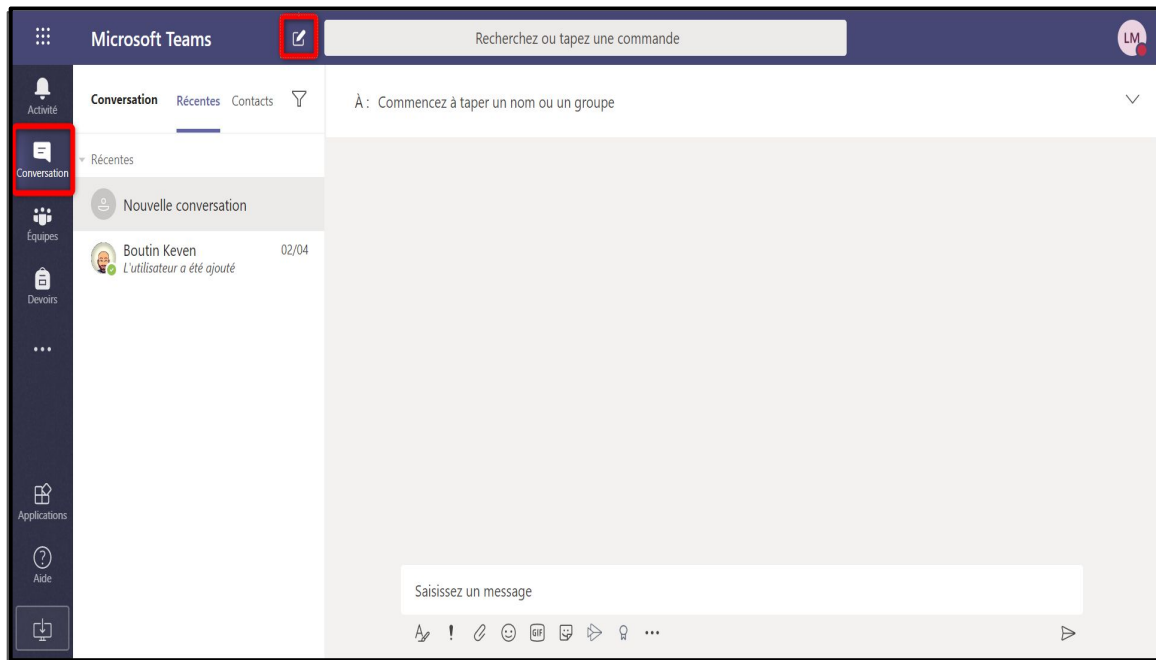 Microsoft Teams
Recherchez ou tapez une commande
LM
Activité
Conversation
Équipes
Devoirs
Applications
Aide
Conversation Récentes Contacts
Récentes
Nouvelle conversation
Boutin Keven 02/04
L'utilisateur a été ajouté
À : Commencez à taper un nom ou un groupe
Saisissez un message
GIF